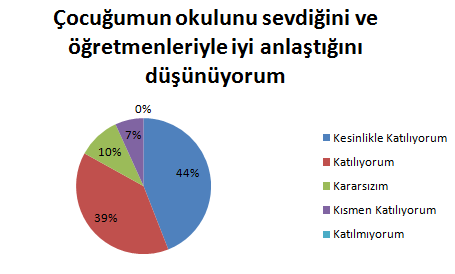 Çocuğumun okulunu sevdiğini ve
öğretmenleriyle iyi anlaştığını
düşünüyorum
0%
7%
10%
44%
39%
Kesinlikle Katılıyorum
Katılıyorum
Kararsızım
Kısmen Katılıyorum
Katılmıyorum